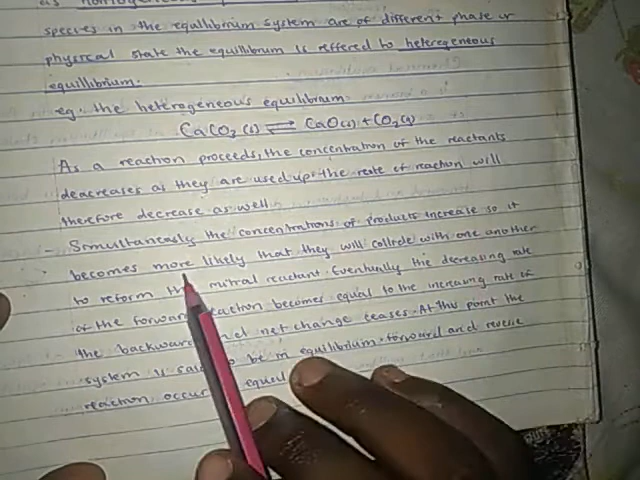 as homogeneous
species in the equilibrium system are of different phase or
physical state the equilibrium is reffered to heterogeneous
equilibrium.
eg. the heterogeneous equilibrium
CaCO3 (s) ⇌ CaO(s) + CO2(g)
As a reaction proceeds, the concentration of the reactants
deacreases as they are used up. the rate of reaction will
therefore decrease as well.
- Simultaneously the concentrations of products increase so it
becomes more likely that they will collide with one another
to reform the initial reactant. Eventually the decreasing rate
of the forward reaction becomes equal to the increasing rate of
the backward and net change ceases. At this point the
system is said to be in equilibrium. forward and reverse
reaction occur equal